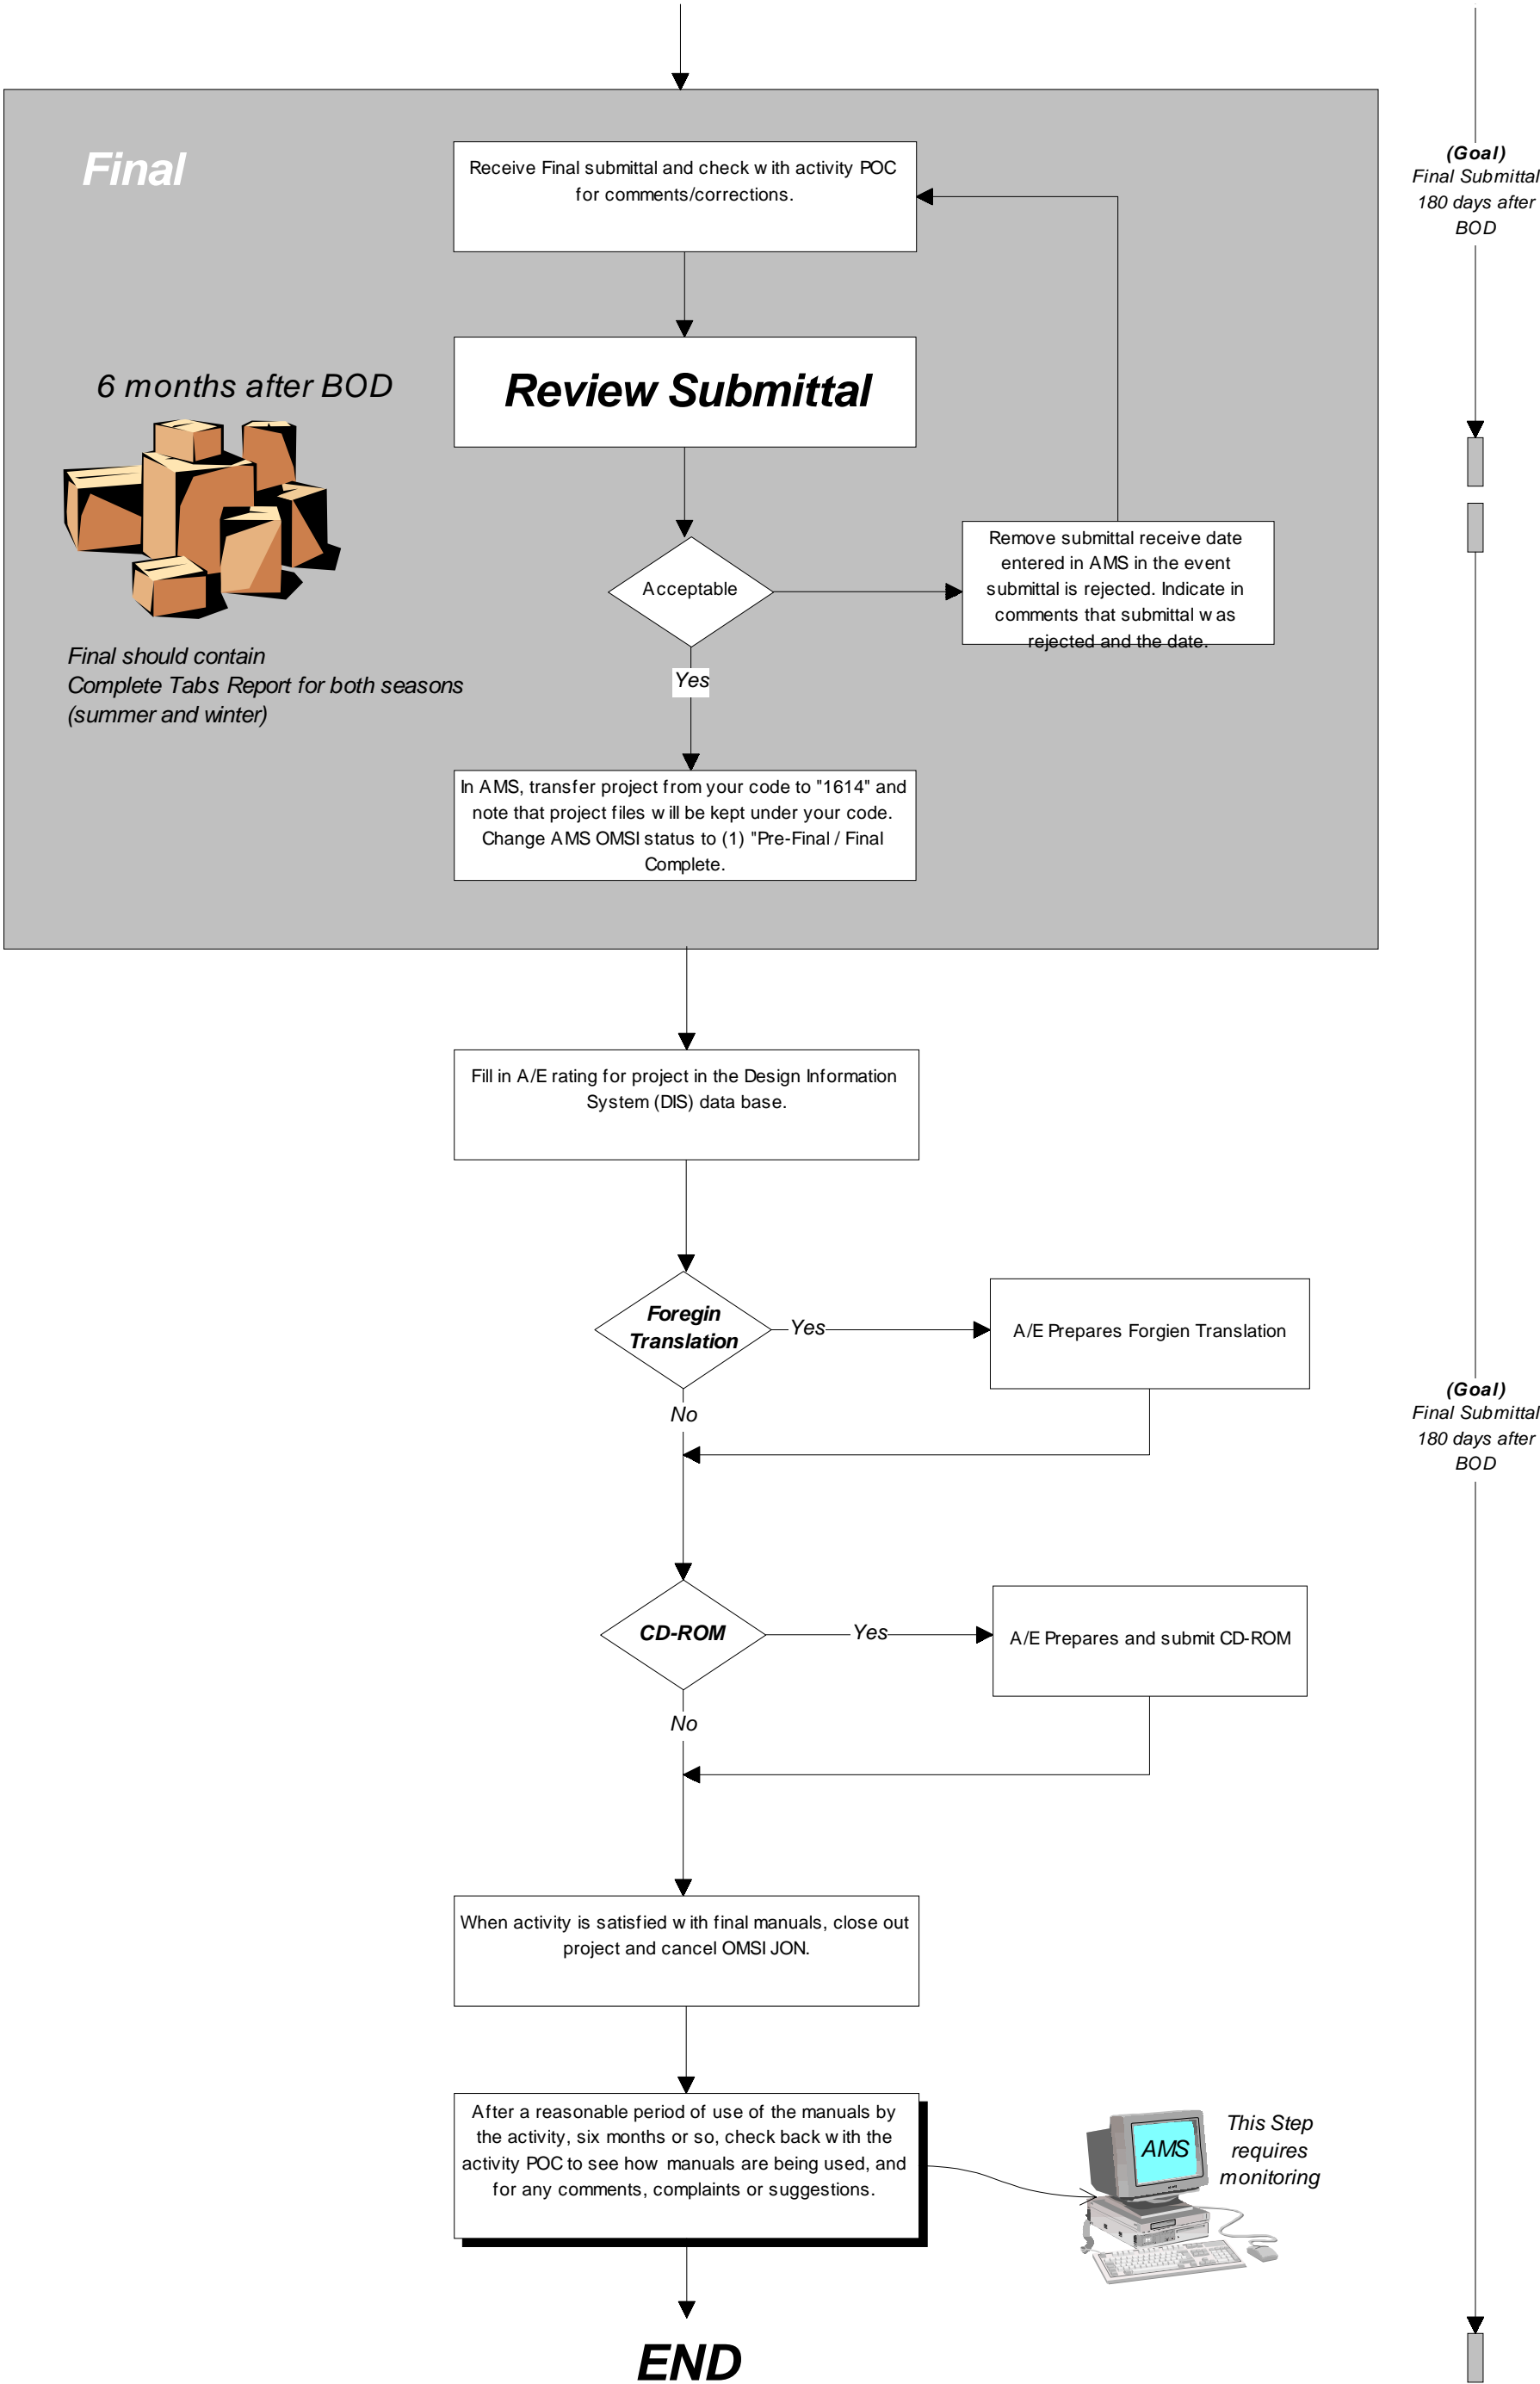 Final
Receive Final submittal and check with activity POC
for comments/corrections.
(Goal)
Final Submittal
180 days after
BOD
Review Submittal
6 months after BOD
Acceptable
Remove submittal receive date
entered in AMS in the event
submittal is rejected. Indicate in
comments that submittal was
rejected and the date.
Final should contain
Complete Tabs Report for both seasons
(summer and winter)
Yes
In AMS, transfer project from your code to "1614" and
note that project files will be kept under your code.
Change AMS OMSI status to (1) "Pre-Final / Final
Complete.
Fill in A/E rating for project in the Design Information
System (DIS) data base.
Foregin
Translation
Yes
A/E Prepares Forgien Translation
No
(Goal)
Final Submittal
180 days after
BOD
CD-ROM
Yes
A/E Prepares and submit CD-ROM
No
When activity is satisfied with final manuals, close out
project and cancel OMSI JON.
After a reasonable period of use of the manuals by
the activity, six months or so, check back with the
activity POC to see how manuals are being used, and
for any comments, complaints or suggestions.
AMS
This Step
requires
monitoring
END